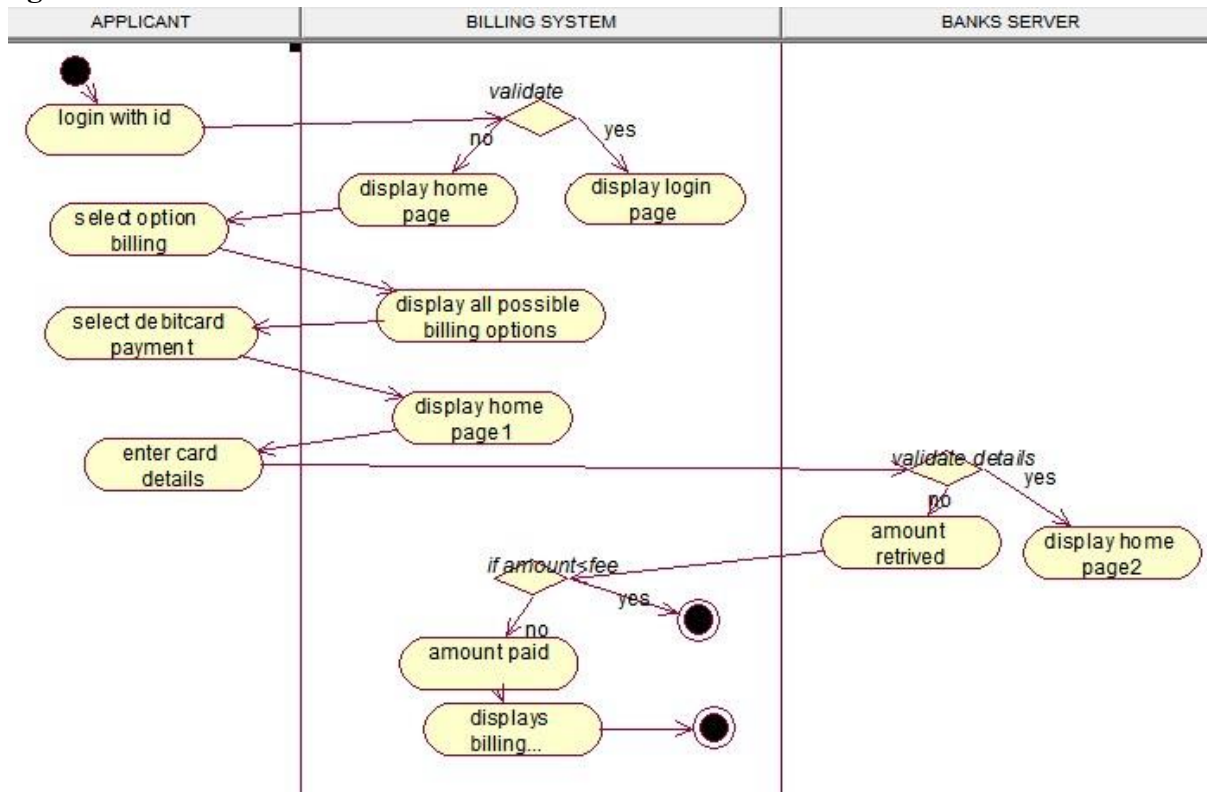 APPLICANT
BILLING SYSTEM
BANKS SERVER
login with id
validate
no
yes
display home
page
display login
page
select option
billing
display all possible
billing options
select debitcard
payment
display home
page1
enter card
details
validate details
no
yes
amount
retrived
display home
page2
if amount<fee
yes
no
amount paid
displays
billing...